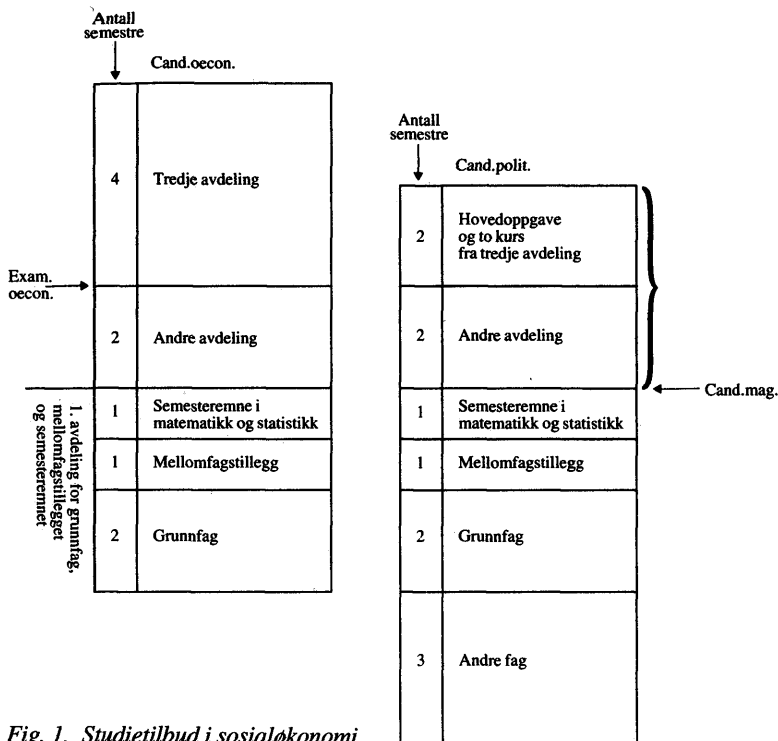 Antall
semestre
Cand.oecon.
4 Tredje avdeling
Exam.
oecon.
2 Andre avdeling
1 Semesteremne i
matematikk og statistikk
1 Mellomfagstillegg
2 Grunnfag
1. avdeling for grunnfag,
mellomfagstillegget
og semesteremnet
Antall
semestre
Cand.polit.
2 Hovedoppgave
og to kurs
fra tredje avdeling
2 Andre avdeling
Cand.mag.
1 Semesteremne i
matematikk og statistikk
1 Mellomfagstillegg
2 Grunnfag
3 Andre fag
Fig. 1. Studietilbud i sosialøkonomi